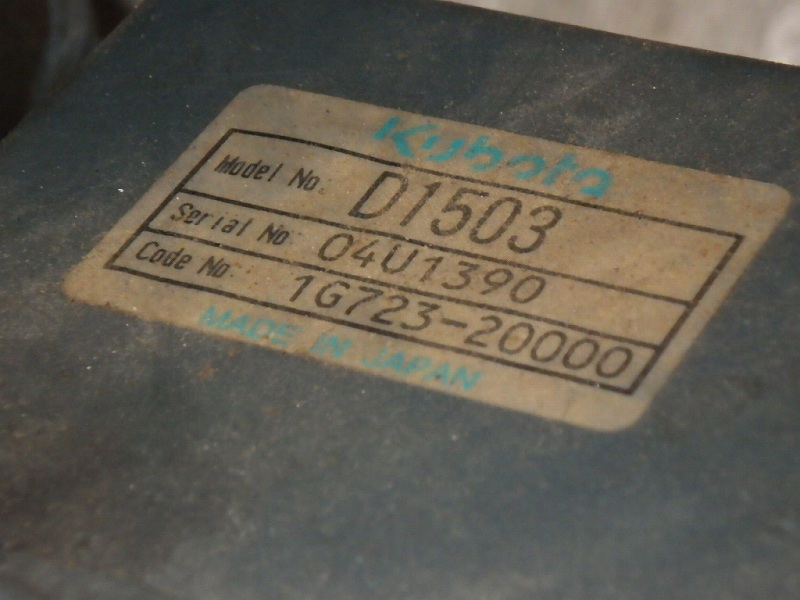 Kubota
Model No. D1503
Serial No. 04U1390
Code No. 1G723-20000
MADE IN JAPAN